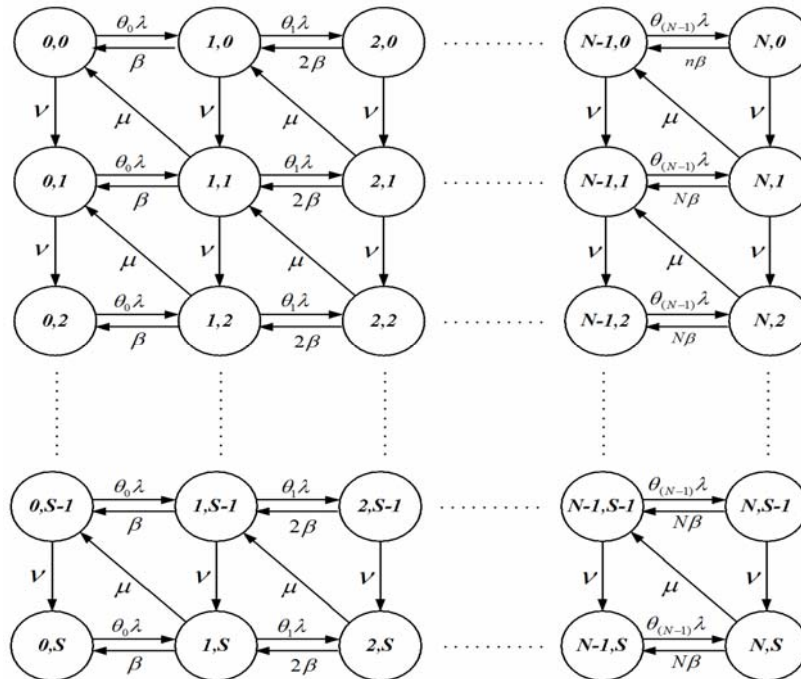 θ₀λ θ₁λ θ₍N−1₎λ
0,0 1,0 2,0 N-1,0 N,0
β 2β nβ
ν μ ν μ ν ν μ ν
θ₀λ θ₁λ θ₍N−1₎λ
0,1 1,1 2,1 N-1,1 N,1
β 2β Nβ
ν μ ν μ ν ν μ ν
θ₀λ θ₁λ θ₍N−1₎λ
0,2 1,2 2,2 N-1,2 N,2
β 2β Nβ
θ₀λ θ₁λ θ₍N−1₎λ
0,S-1 1,S-1 2,S-1 N-1,S-1 N,S-1
β 2β Nβ
ν μ ν μ ν ν μ ν
θ₀λ θ₁λ θ₍N−1₎λ
0,S 1,S 2,S N-1,S N,S
β 2β Nβ